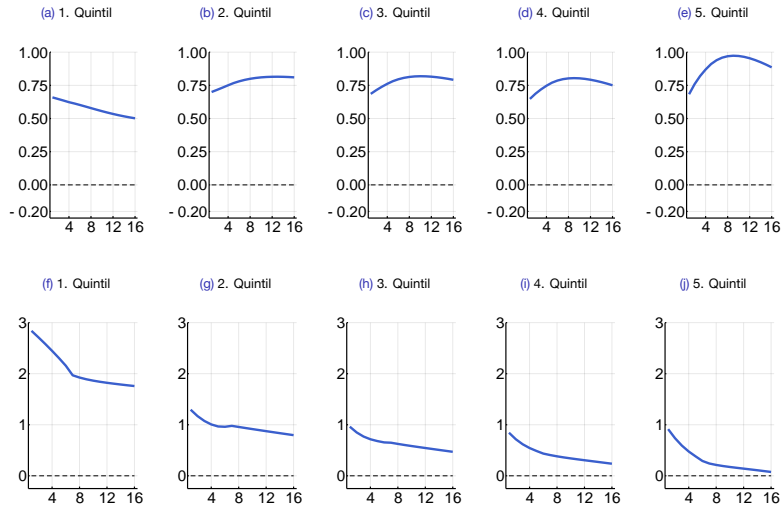 (a) 1. Quintil (b) 2. Quintil (c) 3. Quintil (d) 4. Quintil (e) 5. Quintil
1.00 1.00 1.00 1.00 1.00
0.75 0.75 0.75 0.75 0.75
0.50 0.50 0.50 0.50 0.50
0.25 0.25 0.25 0.25 0.25
0.00 0.00 0.00 0.00 0.00
- 0.20 - 0.20 - 0.20 - 0.20 - 0.20
4 8 12 16 4 8 12 16 4 8 12 16 4 8 12 16 4 8 12 16
(f) 1. Quintil (g) 2. Quintil (h) 3. Quintil (i) 4. Quintil (j) 5. Quintil
3 3 3 3 3
2 2 2 2 2
1 1 1 1 1
0 0 0 0 0
4 8 12 16 4 8 12 16 4 8 12 16 4 8 12 16 4 8 12 16